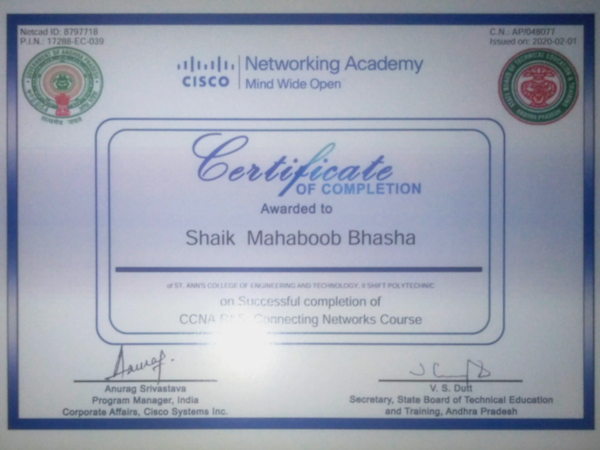 Netcad ID: 8797718
P.I.N.: 17288-EC-039
C.N.: AP/048077
Issued on: 2020-02-01
CISCO
Networking Academy
Mind Wide Open
Certificate
OF COMPLETION
Awarded to
Shaik Mahaboob Bhasha
of ST. ANN'S COLLEGE OF ENGINEERING AND TECHNOLOGY, II SHIFT POLYTECHNIC
on Successful completion of
CCNA Connecting Networks Course
Anurag Srivastava
Program Manager, India
Corporate Affairs, Cisco Systems Inc.
V. S. Dutt
Secretary, State Board of Technical Education
and Training, Andhra Pradesh